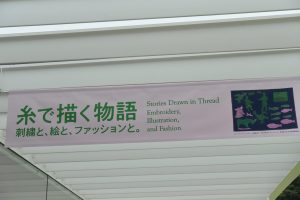 糸で描く物語
刺繍と、絵と、ファッションと。
Stories Drawn in Thread
Embroidery,
Illustration,
and Fashion